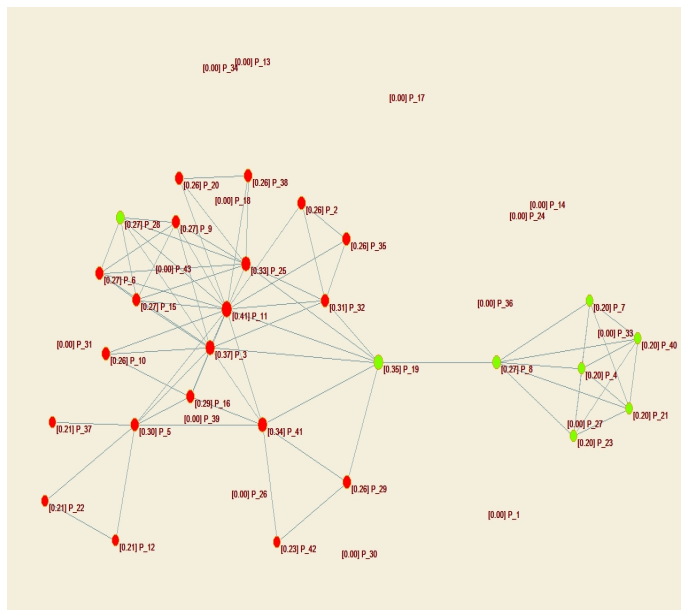 [0.00] P_13
[0.00] P_34
[0.00] P_17
[0.26] P_20
[0.26] P_38
[0.00] P_18
[0.26] P_2
[0.00] P_14
[0.00] P_24
[0.27] P_28
[0.27] P_9
[0.26] P_35
[0.00] P_43
[0.33] P_25
[0.27] P_6
[0.27] P_15
[0.31] P_32
[0.00] P_36
[0.20] P_7
[0.41] P_11
[0.00] P_33
[0.00] P_31
[0.20] P_40
[0.37] P_3
[0.26] P_10
[0.35] P_19
[0.27] P_8
[0.20] P_4
[0.29] P_16
[0.20] P_21
[0.00] P_39
[0.00] P_27
[0.21] P_37
[0.30] P_5
[0.34] P_41
[0.20] P_23
[0.26] P_29
[0.00] P_26
[0.21] P_22
[0.00] P_1
[0.21] P_12
[0.23] P_42
[0.00] P_30